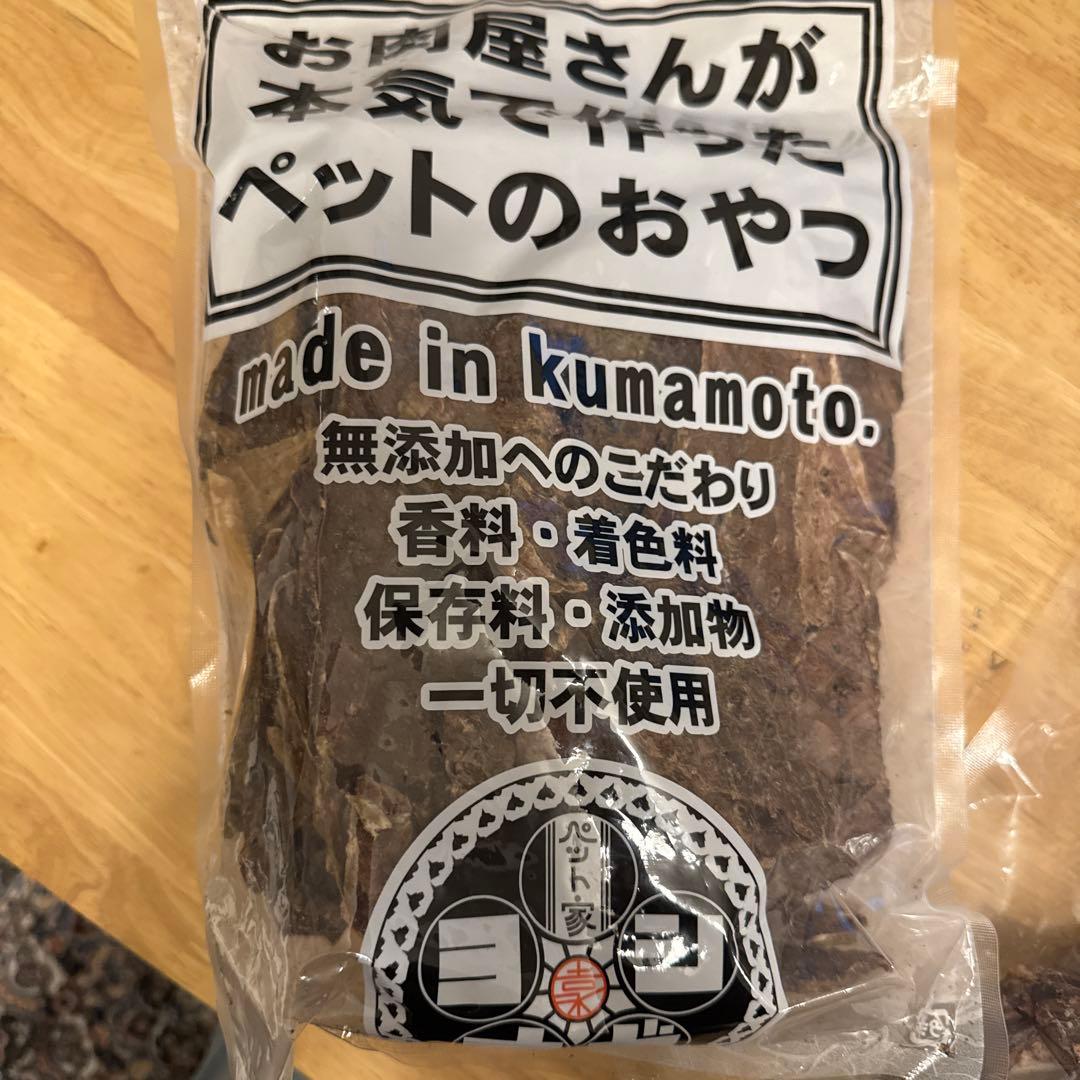 お肉屋さんが
本気で作った
ペットのおやつ
made in kumamoto.
無添加へのこだわり
香料・着色料
保存料・添加物
一切不使用
ペット家
ヨコ